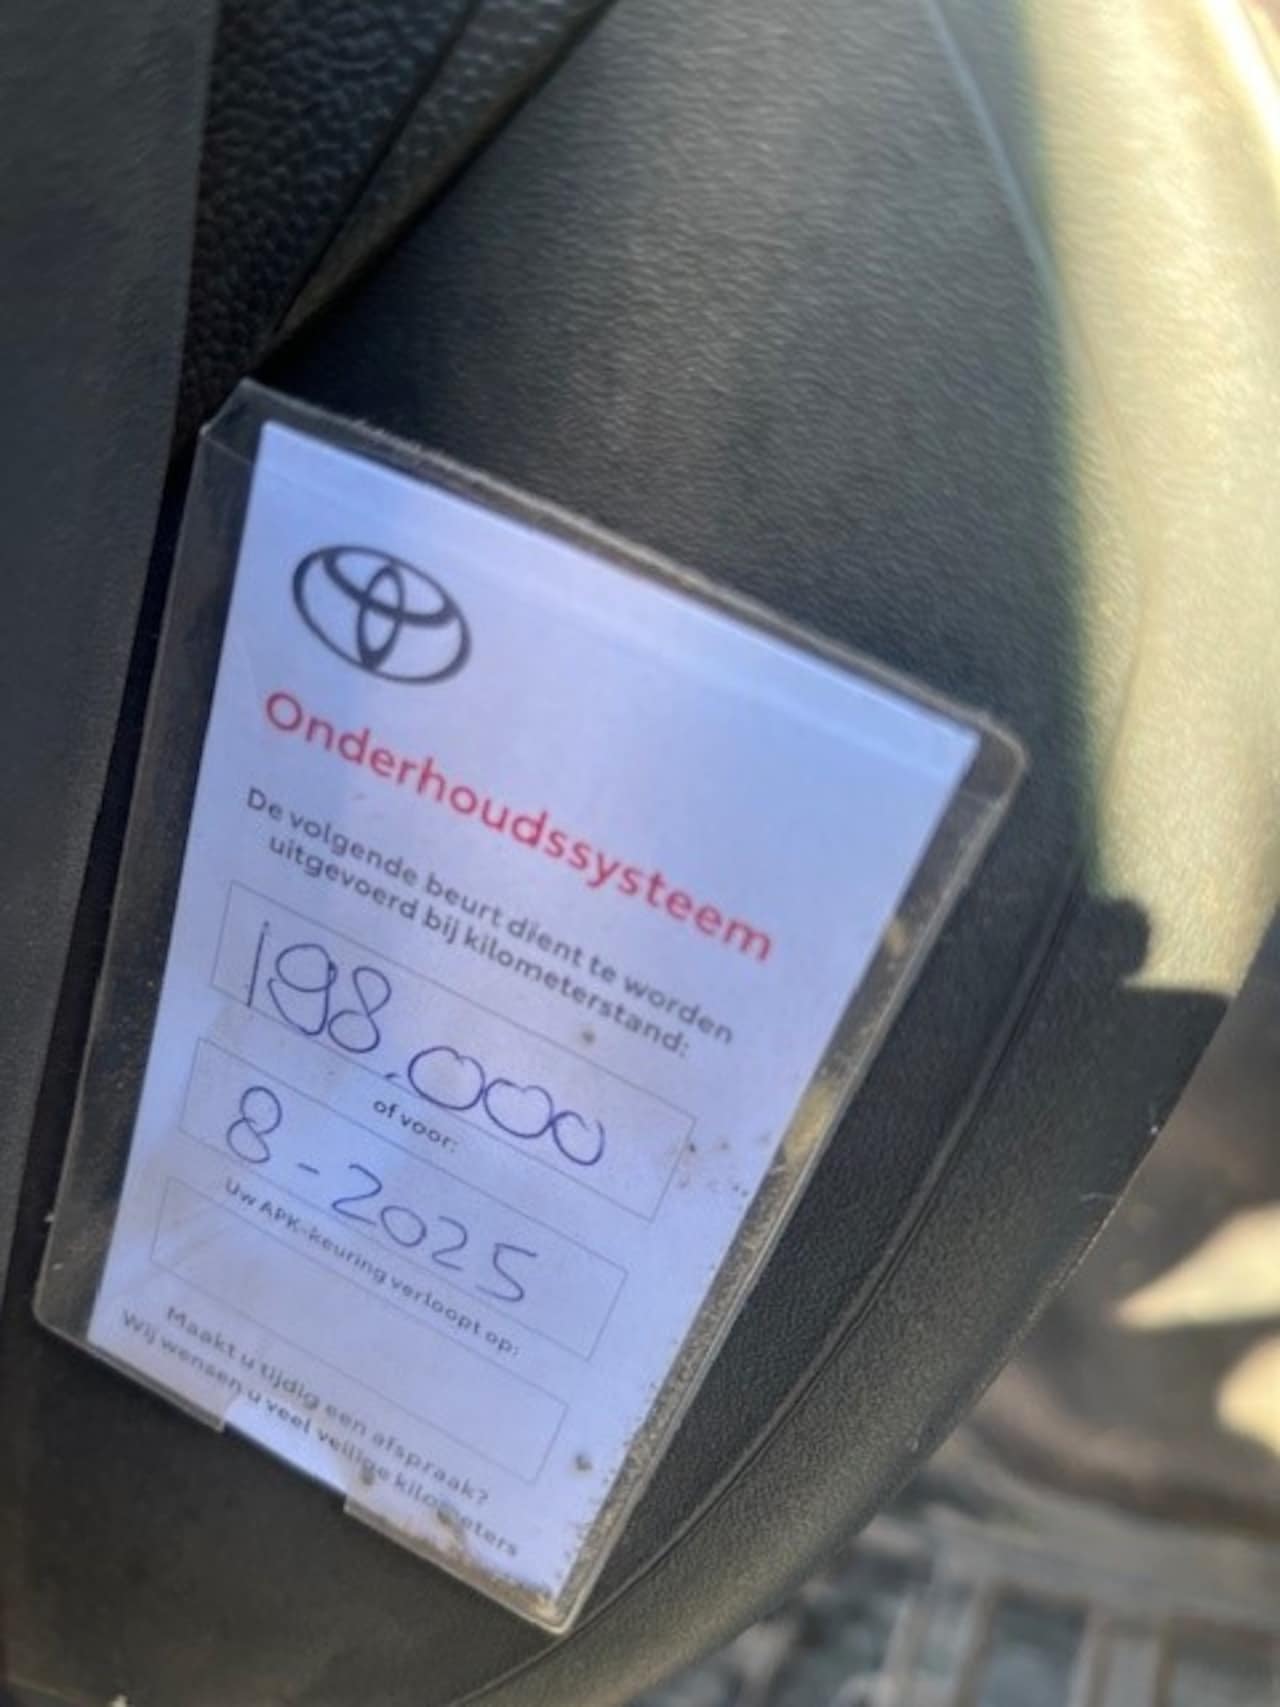 Onderhoudssysteem
De volgende beurt dient te worden
uitgevoerd bij kilometerstand:
198.000
of voor:
8-2025
Uw APK-keuring verloopt op:
Maakt u tijdig een afspraak?
Wij wensen u veel veilige kilometers